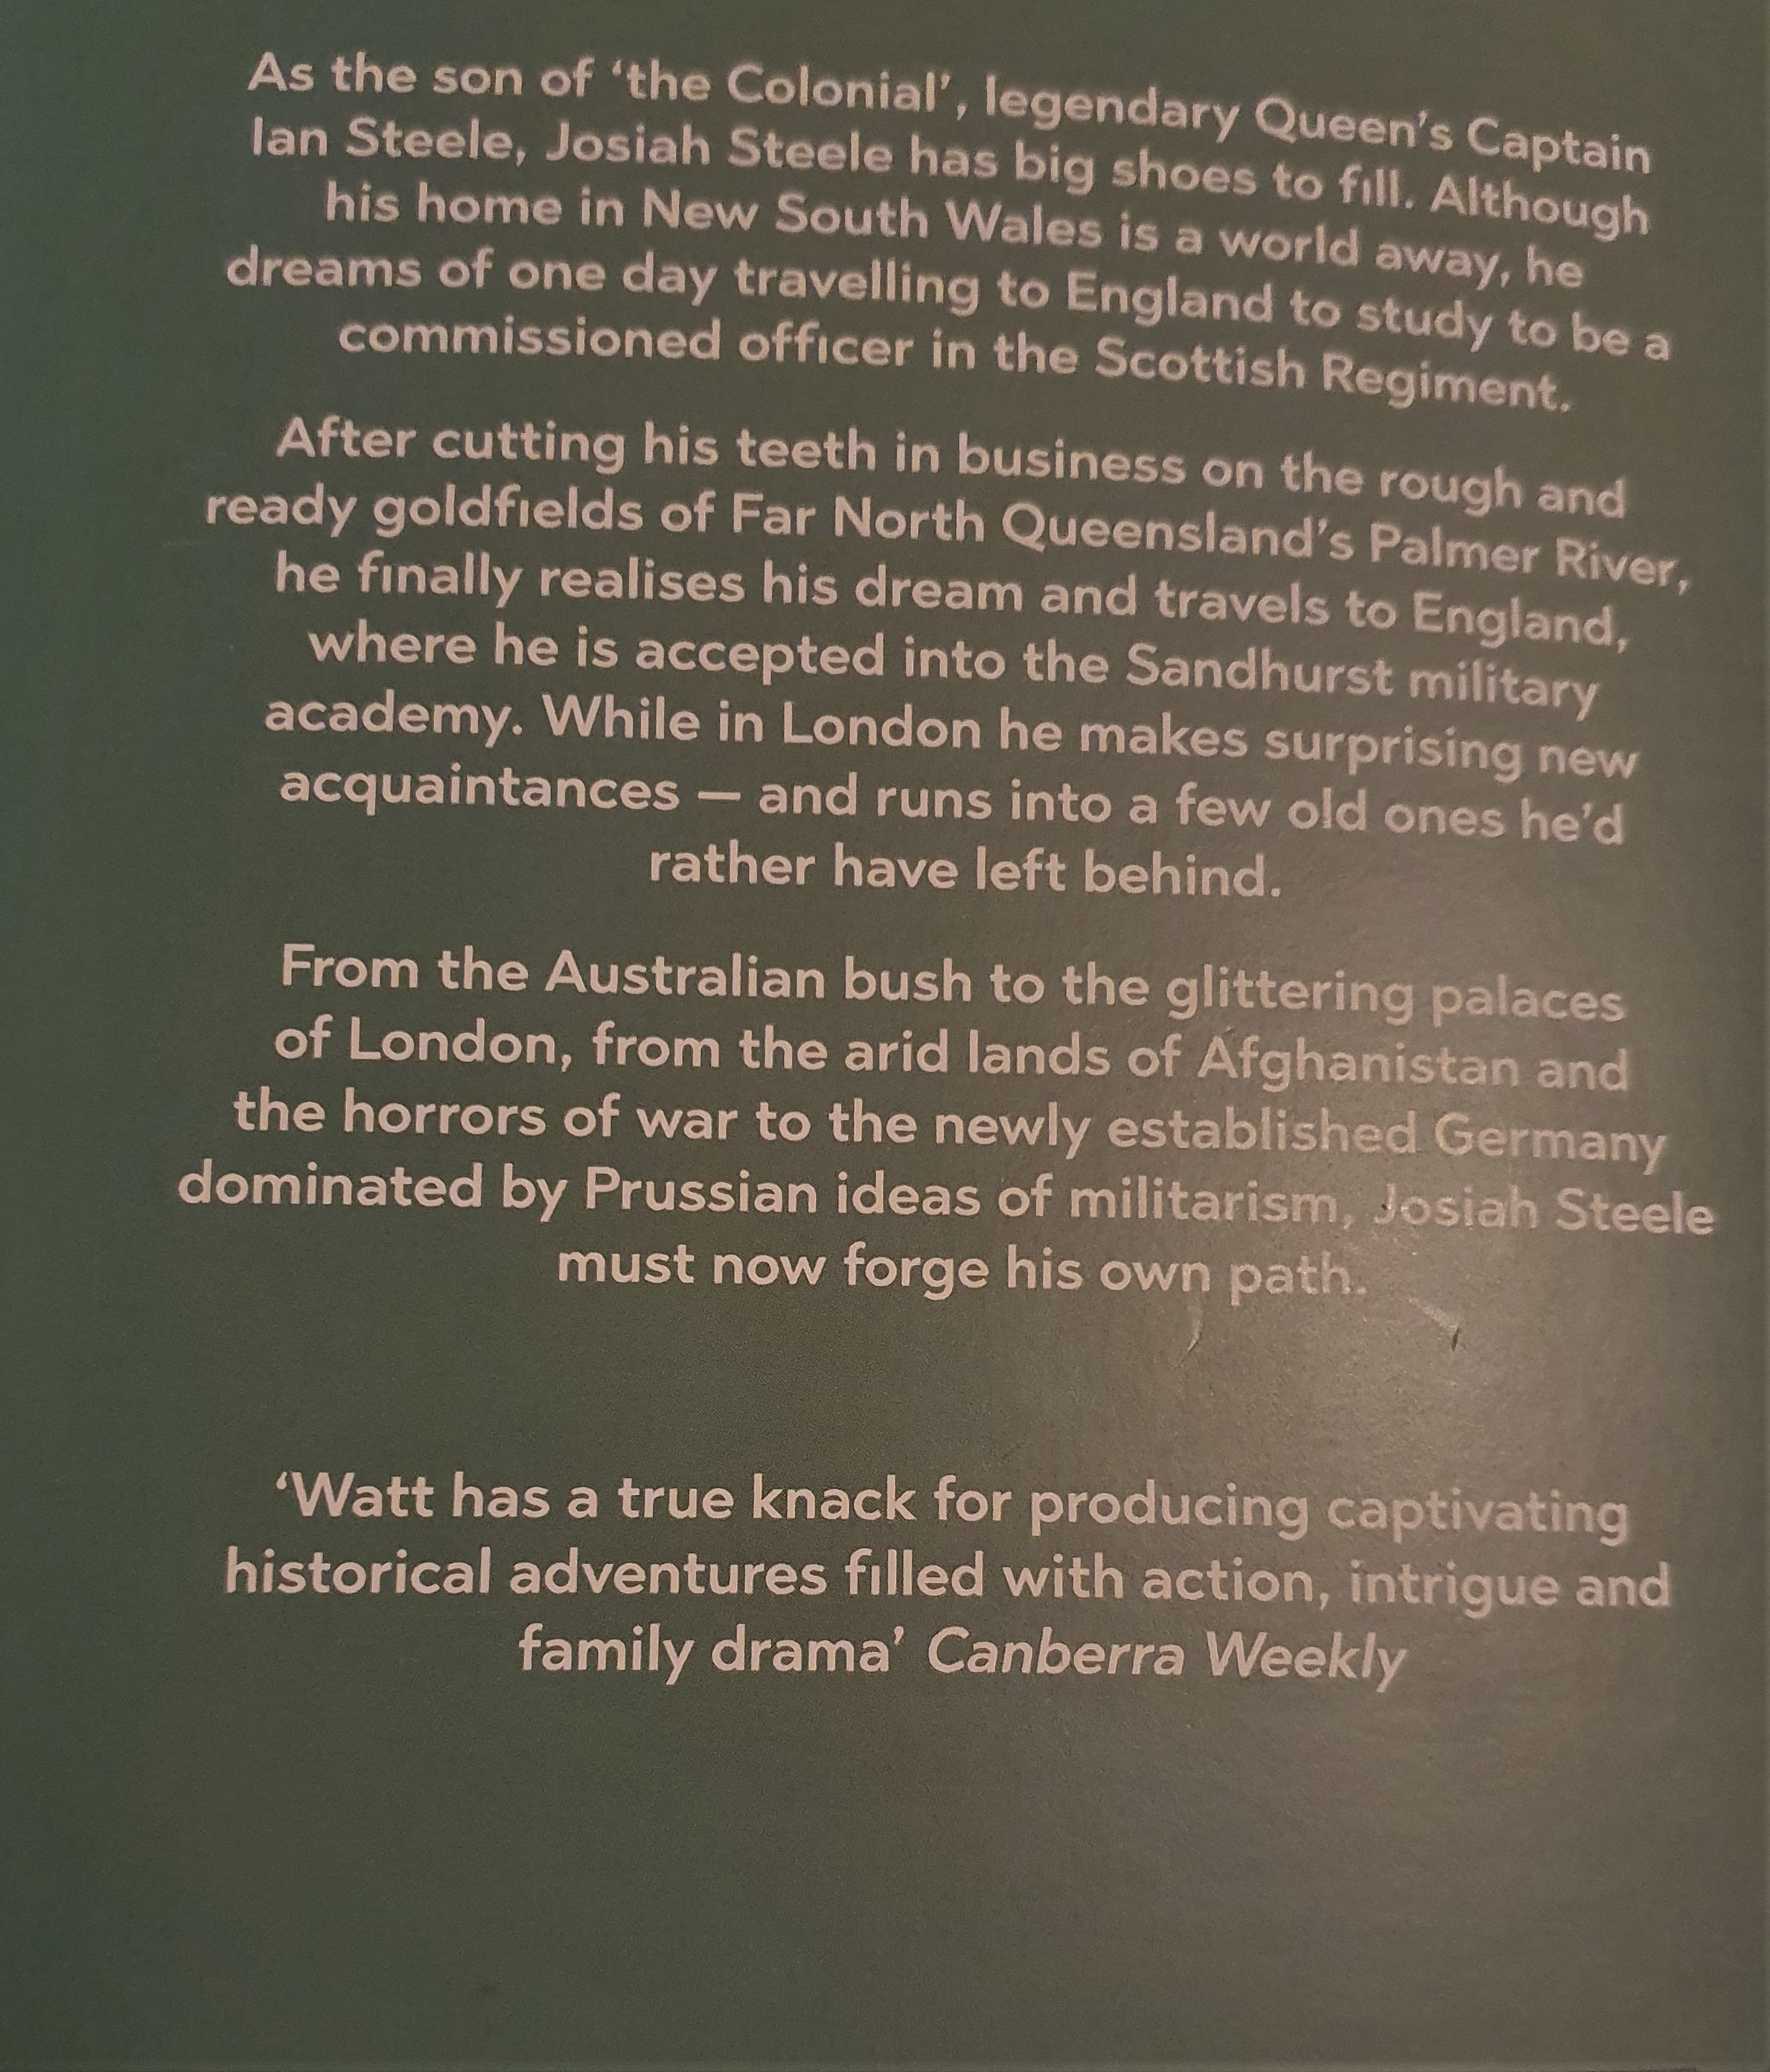 As the son of ‘the Colonial’, legendary Queen’s Captain
Ian Steele, Josiah Steele has big shoes to fill. Although
his home in New South Wales is a world away, he
dreams of one day travelling to England to study to be a
commissioned officer in the Scottish Regiment.
After cutting his teeth in business on the rough and
ready goldfields of Far North Queensland’s Palmer River,
he finally realises his dream and travels to England,
where he is accepted into the Sandhurst military
academy. While in London he makes surprising new
acquaintances — and runs into a few old ones he’d
rather have left behind.
From the Australian bush to the glittering palaces
of London, from the arid lands of Afghanistan and
the horrors of war to the newly established Germany
dominated by Prussian ideas of militarism, Josiah Steele
must now forge his own path.
‘Watt has a true knack for producing captivating
historical adventures filled with action, intrigue and
family drama’ Canberra Weekly